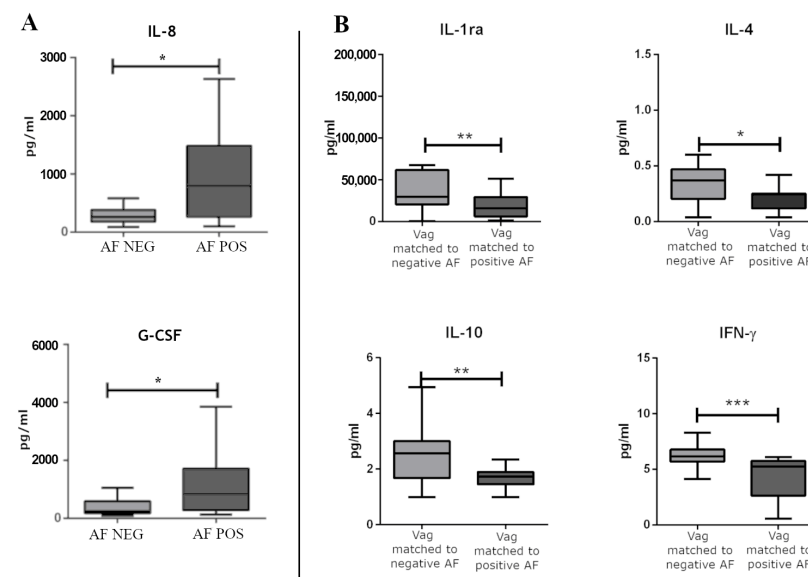 A
IL-8
3000
2000
1000
0
pg/ml
*
AF NEG
AF POS
G-CSF
6000
4000
2000
0
pg/ml
*
AF NEG
AF POS
B
IL-1ra
200,000
150,000
100,000
50,000
0
pg/ml
**
Vag
matched to
negative AF
Vag
matched to
positive AF
IL-4
1.5
1.0
0.5
0.0
pg/ml
*
Vag
matched to
negative AF
Vag
matched to
positive AF
IL-10
6
4
2
0
pg/ml
**
Vag
matched to
negative AF
Vag
matched to
positive AF
IFN-γ
15
10
5
0
pg/ml
***
Vag
matched to
negative AF
Vag
matched to
positive AF